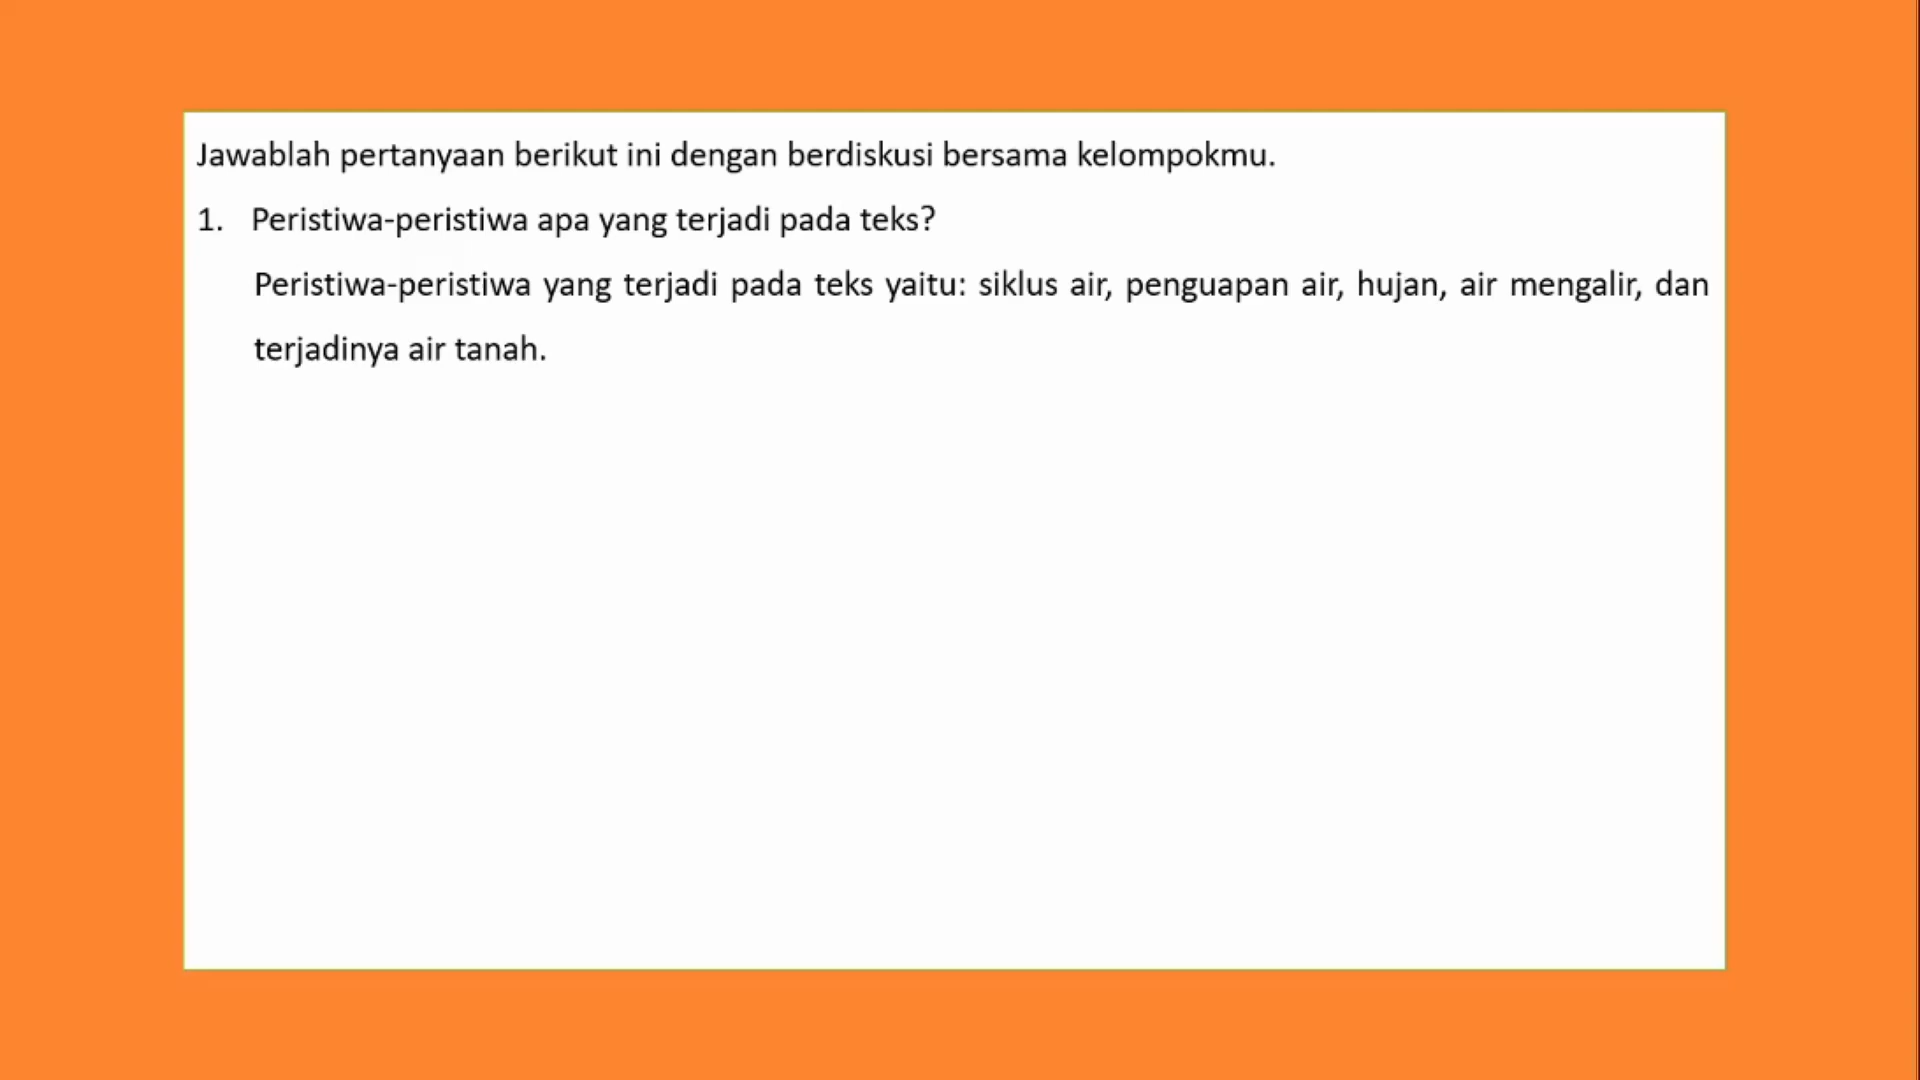 Jawablah pertanyaan berikut ini dengan berdiskusi bersama kelompokmu.
1. Peristiwa-peristiwa apa yang terjadi pada teks?
Peristiwa-peristiwa yang terjadi pada teks yaitu: siklus air, penguapan air, hujan, air mengalir, dan
terjadinya air tanah.